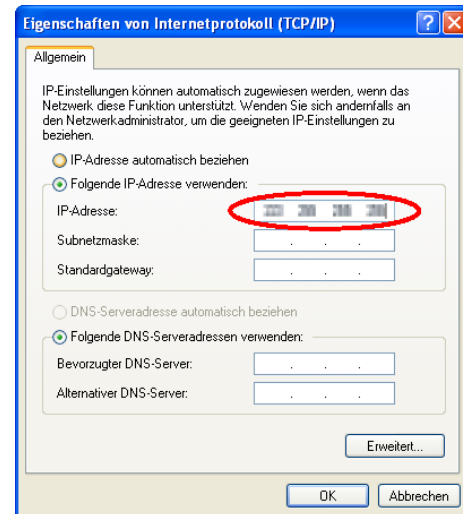 Eigenschaften von Internetprotokoll (TCP/IP)
Allgemein
IP-Einstellungen können automatisch zugewiesen werden, wenn das
Netzwerk diese Funktion unterstützt. Wenden Sie sich andernfalls an
den Netzwerkadministrator, um die geeigneten IP-Einstellungen zu
beziehen.
IP-Adresse automatisch beziehen
Folgende IP-Adresse verwenden:
IP-Adresse:
Subnetzmaske:
Standardgateway:
DNS-Serveradresse automatisch beziehen
Folgende DNS-Serveradressen verwenden:
Bevorzugter DNS-Server:
Alternativer DNS-Server:
Erweitert...
OK Abbrechen